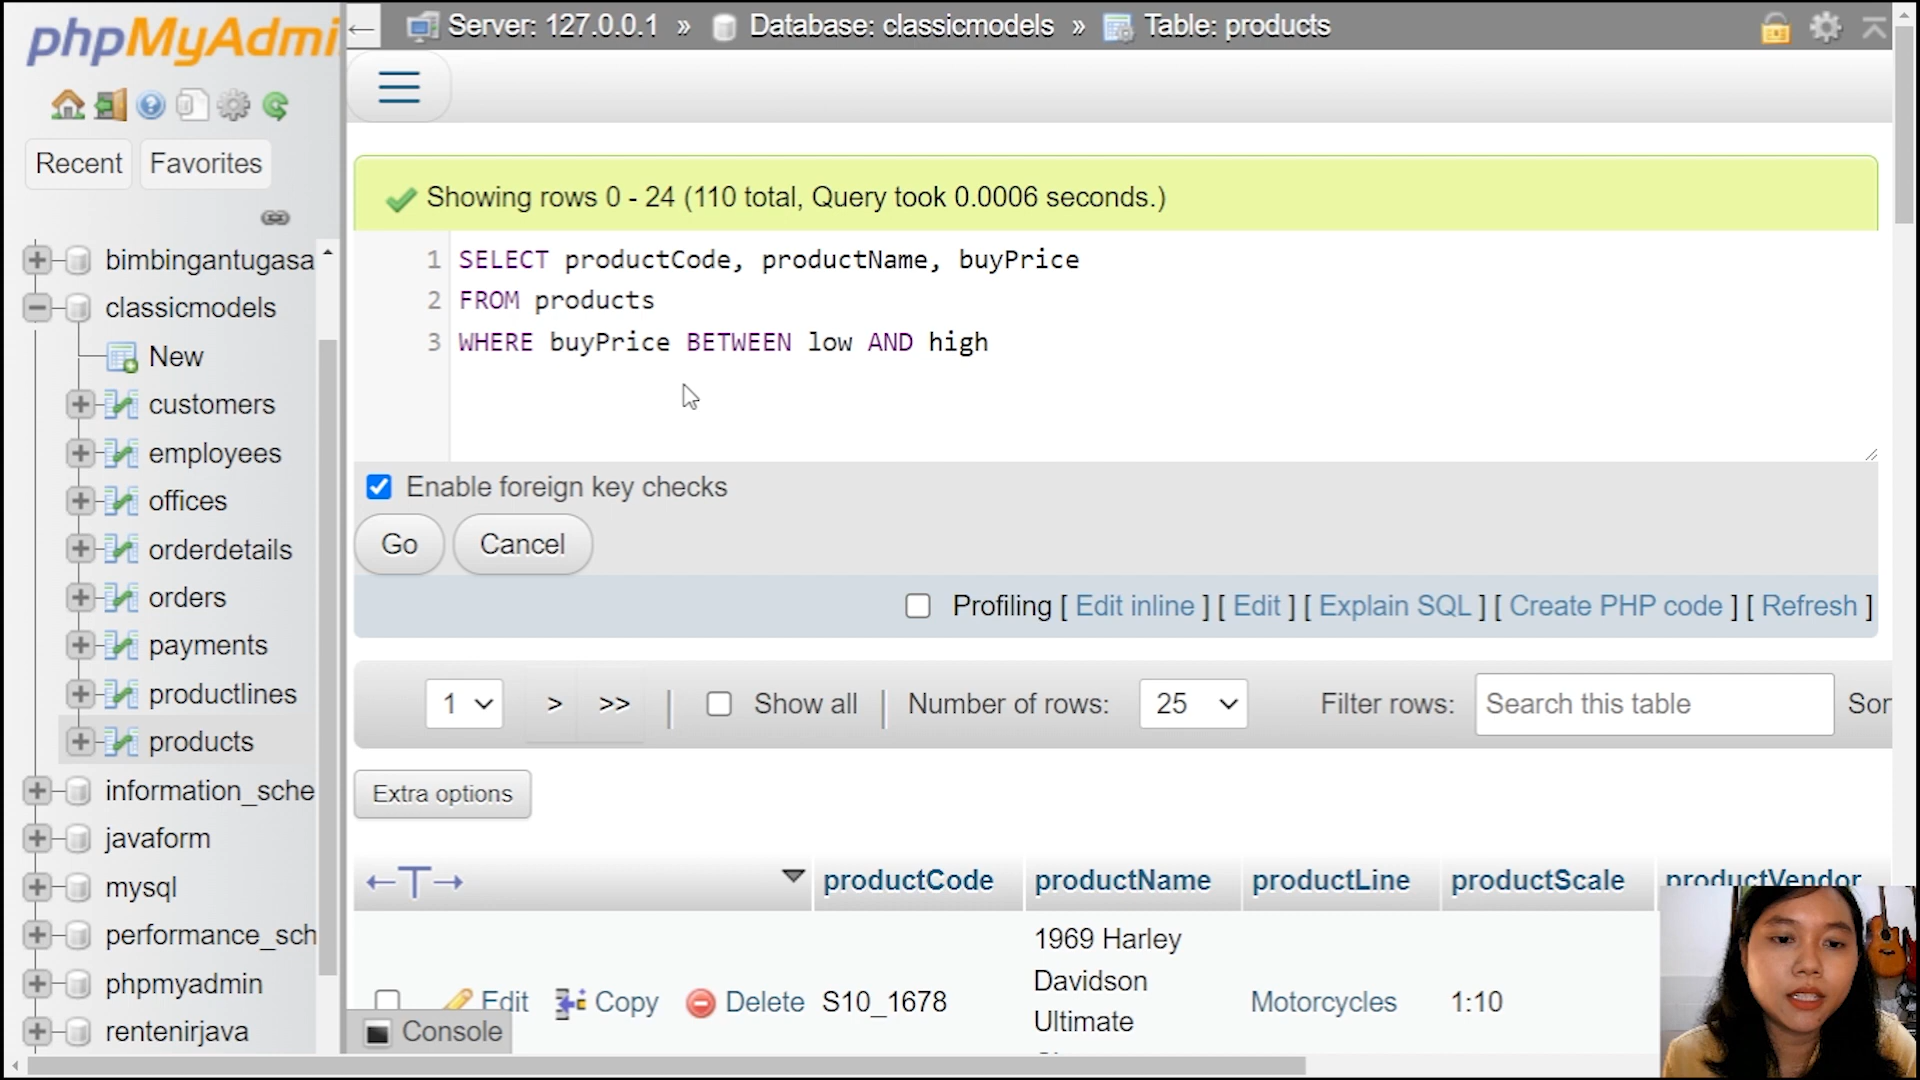 phpMyAdmi
Server: 127.0.0.1 » Database: classicmodels » Table: products
Recent
Favorites
bimbingantugasa
classicmodels
New
customers
employees
offices
orderdetails
orders
payments
productlines
products
information_sche
javaform
mysql
performance_sch
phpmyadmin
rentenirjava
Showing rows 0 - 24 (110 total, Query took 0.0006 seconds.)
1 SELECT productCode, productName, buyPrice
2 FROM products
3 WHERE buyPrice BETWEEN low AND high
Enable foreign key checks
Go
Cancel
Profiling [ Edit inline ] [ Edit ] [ Explain SQL ] [ Create PHP code ] [ Refresh ]
1 > >> | Show all | Number of rows: 25 Filter rows: Search this table Sor
Extra options
←T→ productCode productName productLine productScale productVendor
Edit Copy Delete S10_1678 1969 Harley Davidson Ultimate Motorcycles 1:10
Console